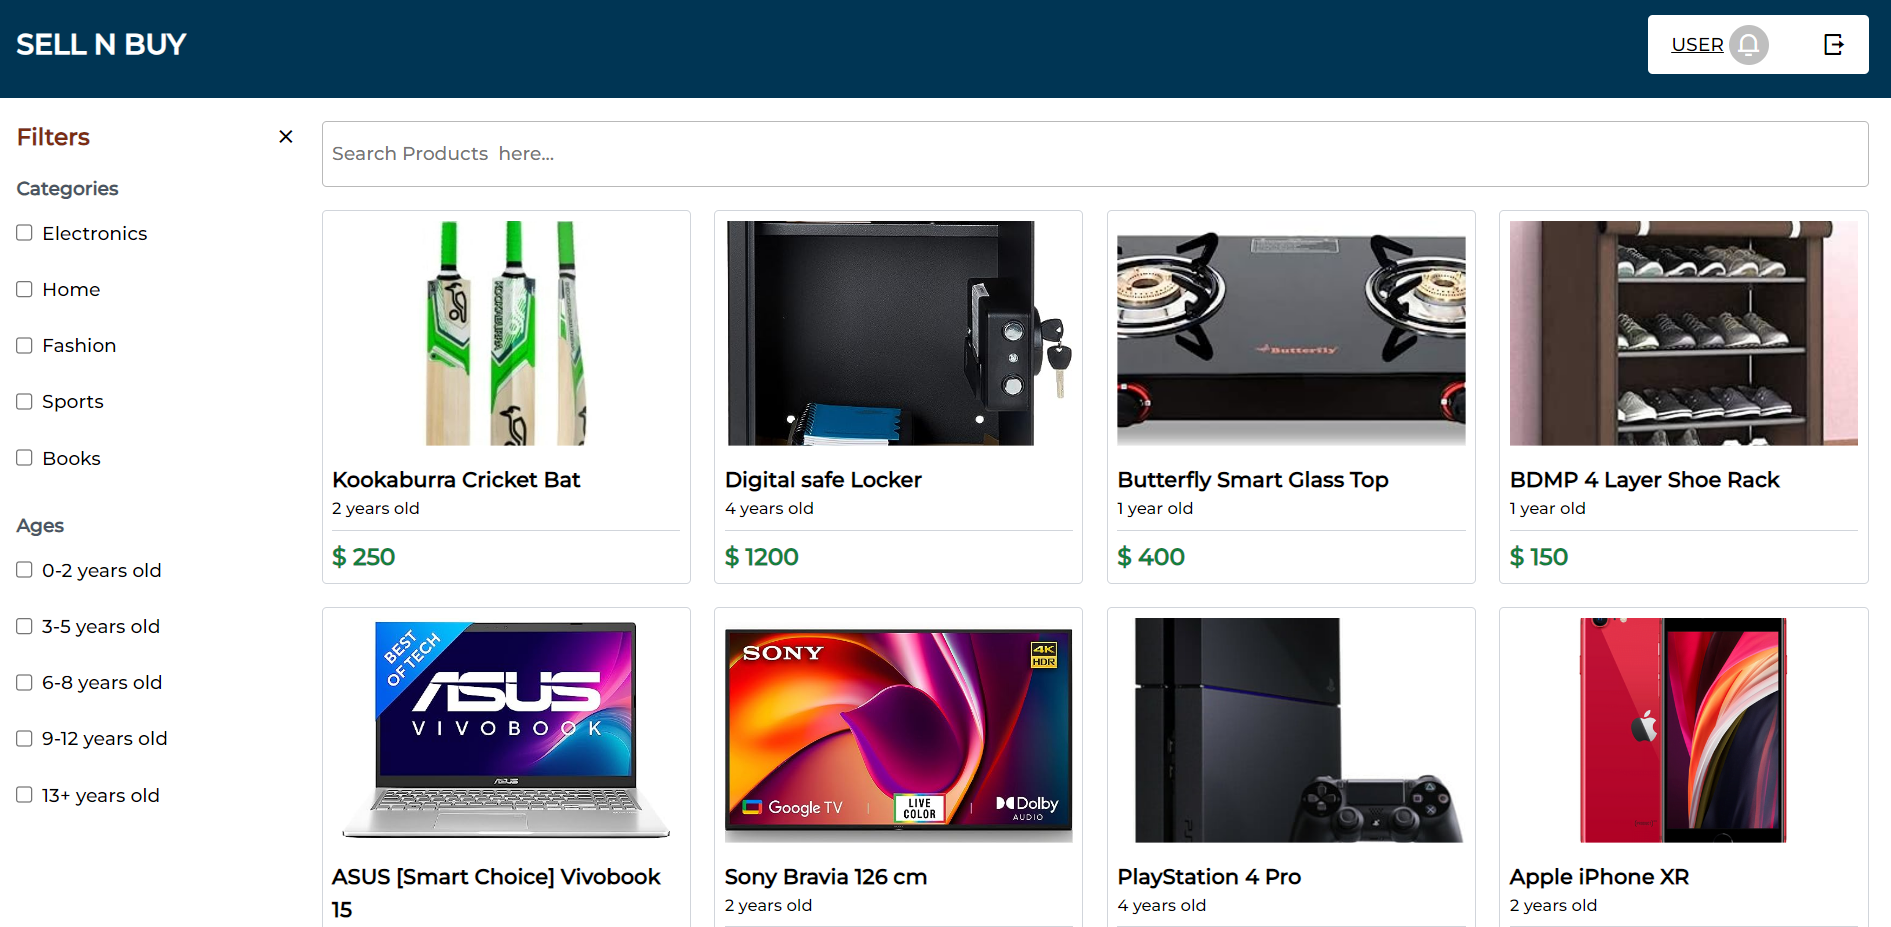 SELL N BUY
USER
Filters
Categories
Electronics
Home
Fashion
Sports
Books
Ages
0-2 years old
3-5 years old
6-8 years old
9-12 years old
13+ years old
Search Products  here...
Kookaburra Cricket Bat
2 years old
$ 250
Digital safe Locker
4 years old
$ 1200
Butterfly
Butterfly Smart Glass Top
1 year old
$ 400
BDMP 4 Layer Shoe Rack
1 year old
$ 150
BEST
OF TECH
ASUS
VIVOBOOK
ASUS
ASUS [Smart Choice] Vivobook
15
SONY
4K
HDR
Google TV
LIVE
COLOR
Dolby
AUDIO
Sony Bravia 126 cm
2 years old
PlayStation 4 Pro
4 years old
Apple iPhone XR
2 years old